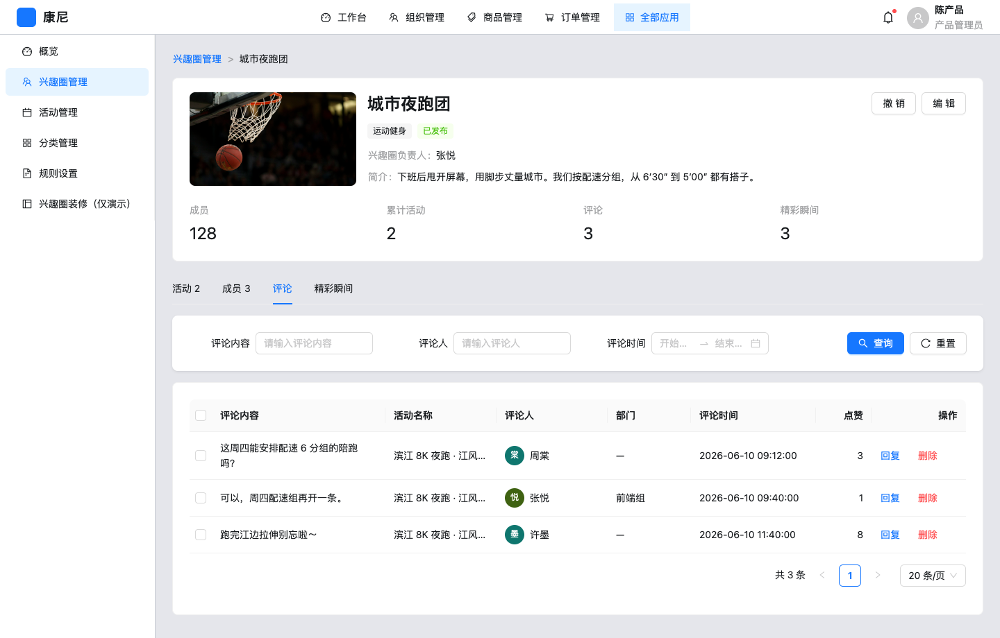 康尼
工作台
组织管理
商品管理
订单管理
全部应用
陈产品
产品管理员
概览
兴趣圈管理
活动管理
分类管理
规则设置
兴趣圈装修（仅演示）
兴趣圈管理 > 城市夜跑团
城市夜跑团
撤 销
编 辑
运动健身
已发布
兴趣圈负责人：张悦
简介：下班后甩开屏幕，用脚步丈量城市。我们按配速分组，从 6’30” 到 5’00” 都有搭子。
成员
累计活动
评论
精彩瞬间
128
2
3
3
活动 2
成员 3
评论
精彩瞬间
评论内容 请输入评论内容
评论人 请输入评论人
评论时间 开始... → 结束...
查询
重置
评论内容 活动名称 评论人 部门 评论时间 点赞 操作
这周四能安排配速 6 分组的陪跑
吗？
滨江 8K 夜跑 · 江风... 棠 周棠 — 2026-06-10 09:12:00 3 回复 删除
可以，周四配速组再开一条。 滨江 8K 夜跑 · 江风... 悦 张悦 前端组 2026-06-10 09:40:00 1 回复 删除
跑完江边拉伸别忘啦～ 滨江 8K 夜跑 · 江风... 墨 许墨 — 2026-06-10 11:40:00 8 回复 删除
共 3 条 < 1 > 20 条/页